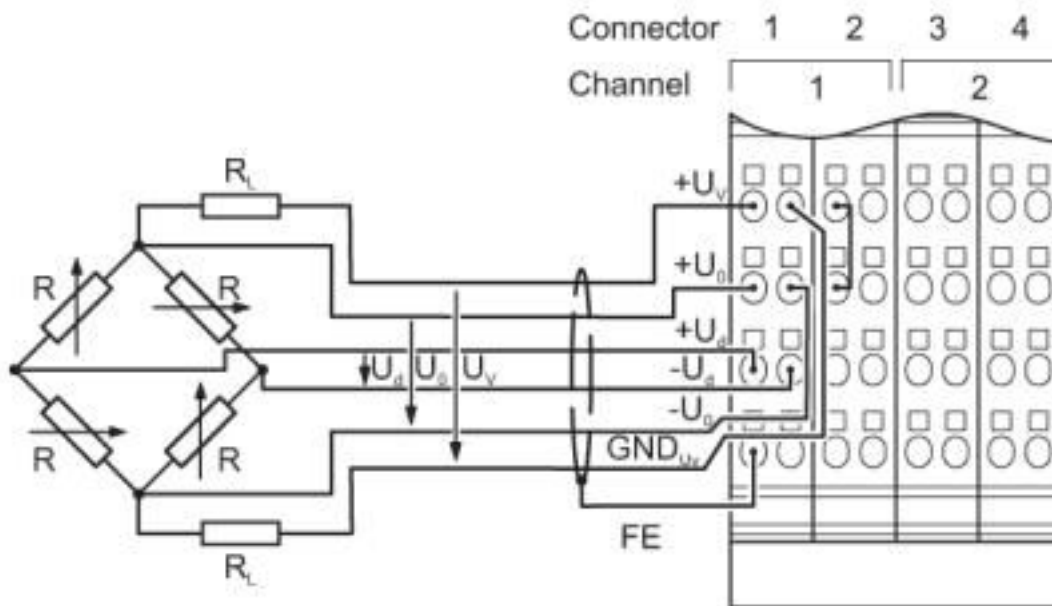 Connector 1 2 3 4
Channel 1 2
R_L
+U_V
+U_0
R R
+U_d
U_d U_0 U_V
-U_d
-U_0
R R
GND_UV
FE
R_L